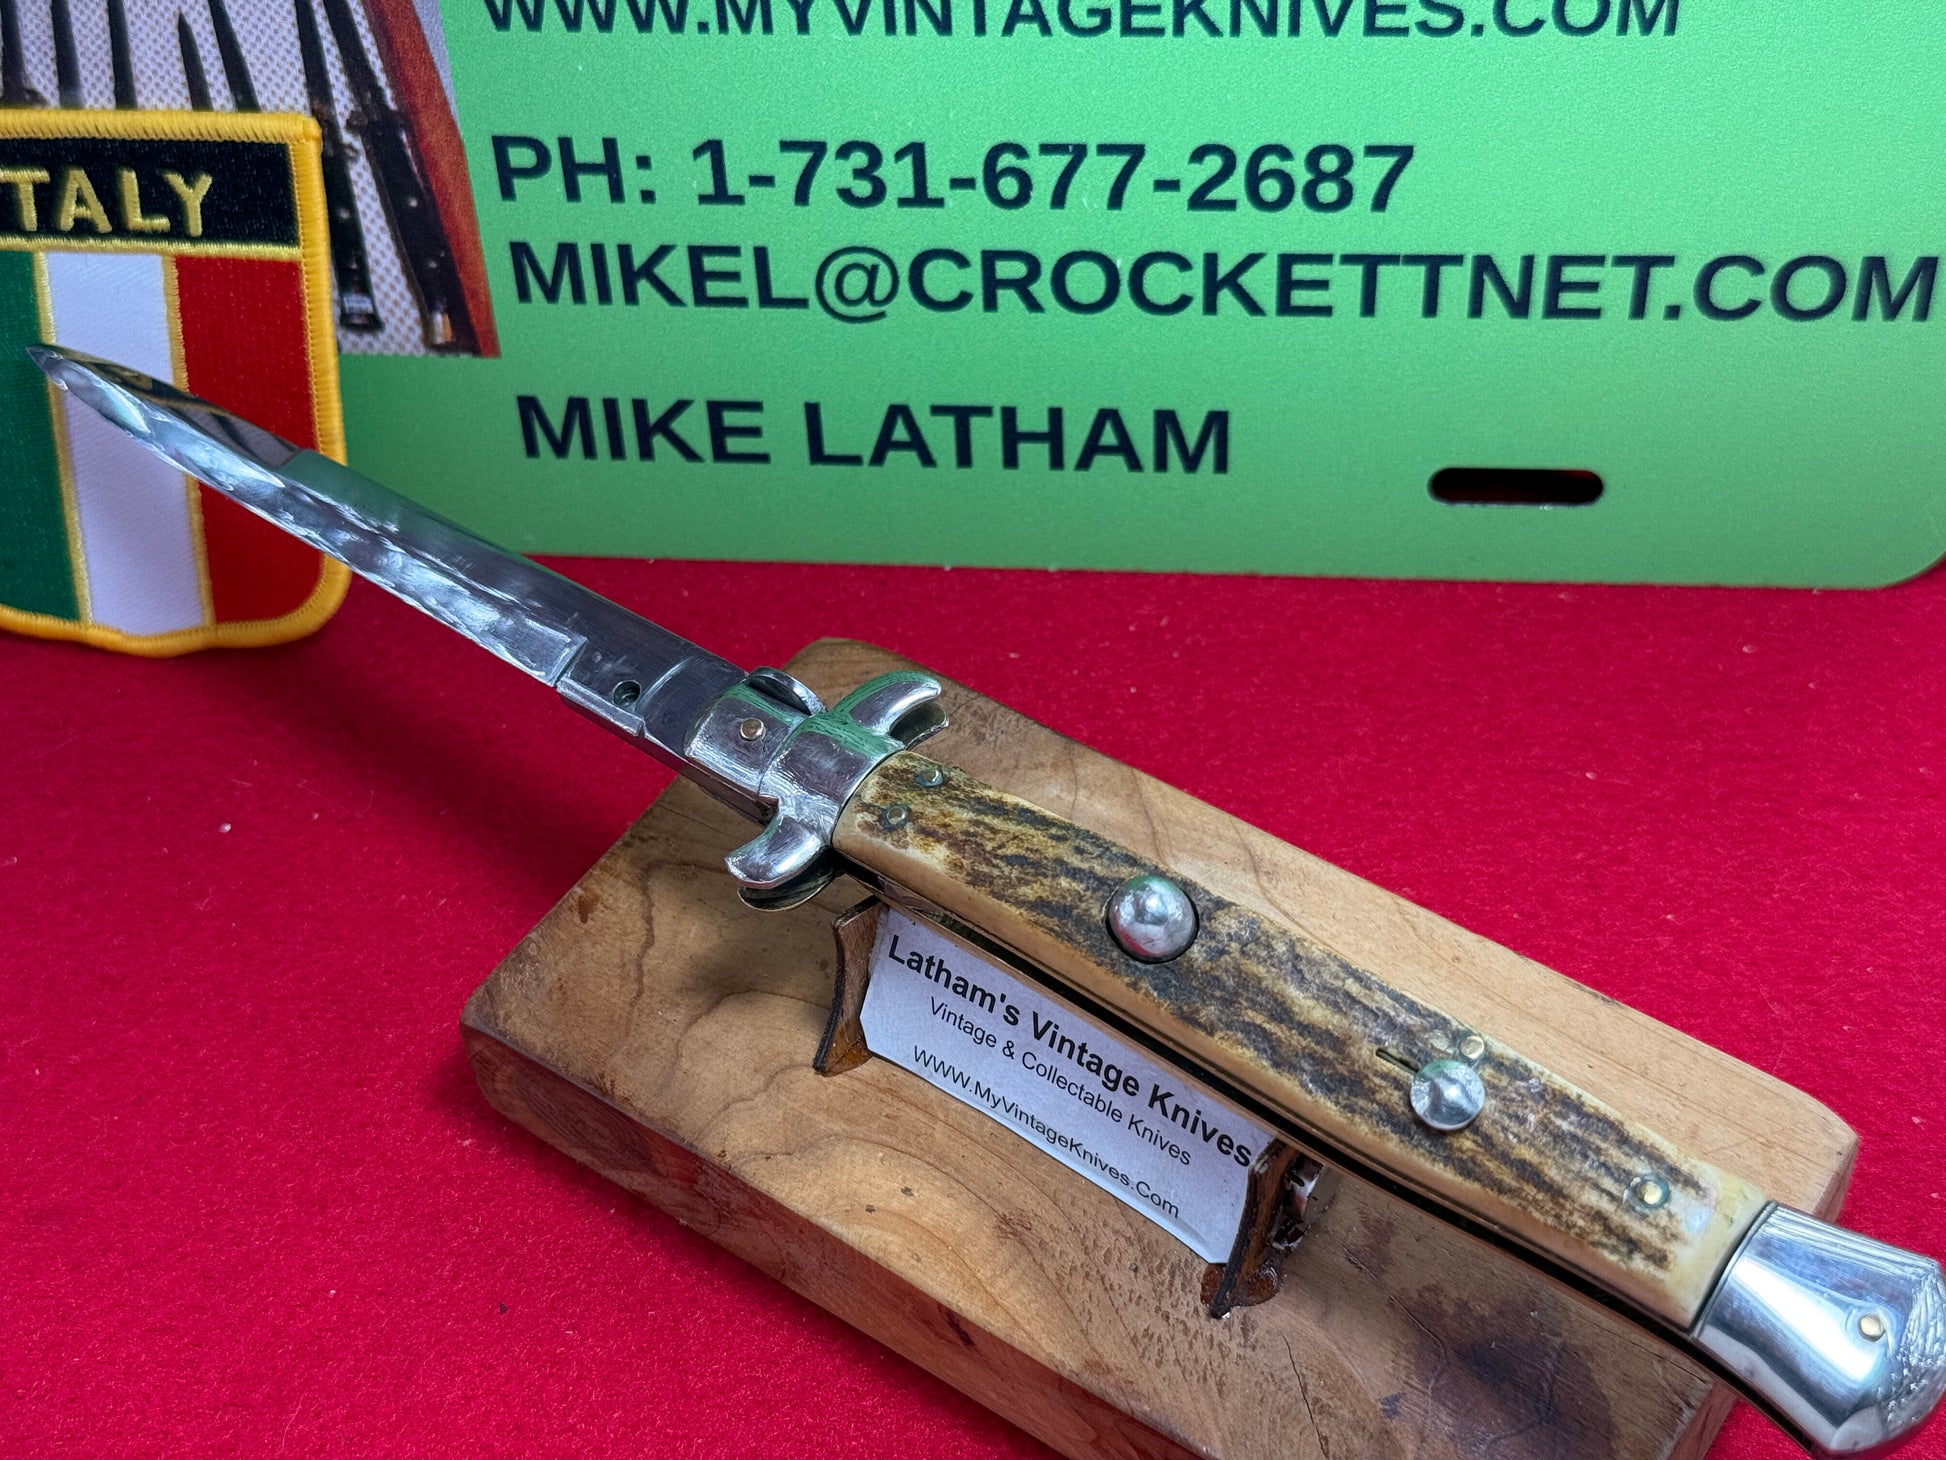 WWW.MYVINTAGEKNIVES.COM
PH: 1-731-677-2687
MIKEL@CROCKETTNET.COM
MIKE LATHAM
TALY
Latham's Vintage Knives
Vintage & Collectable Knives
WWW.MyVintageKnives.Com